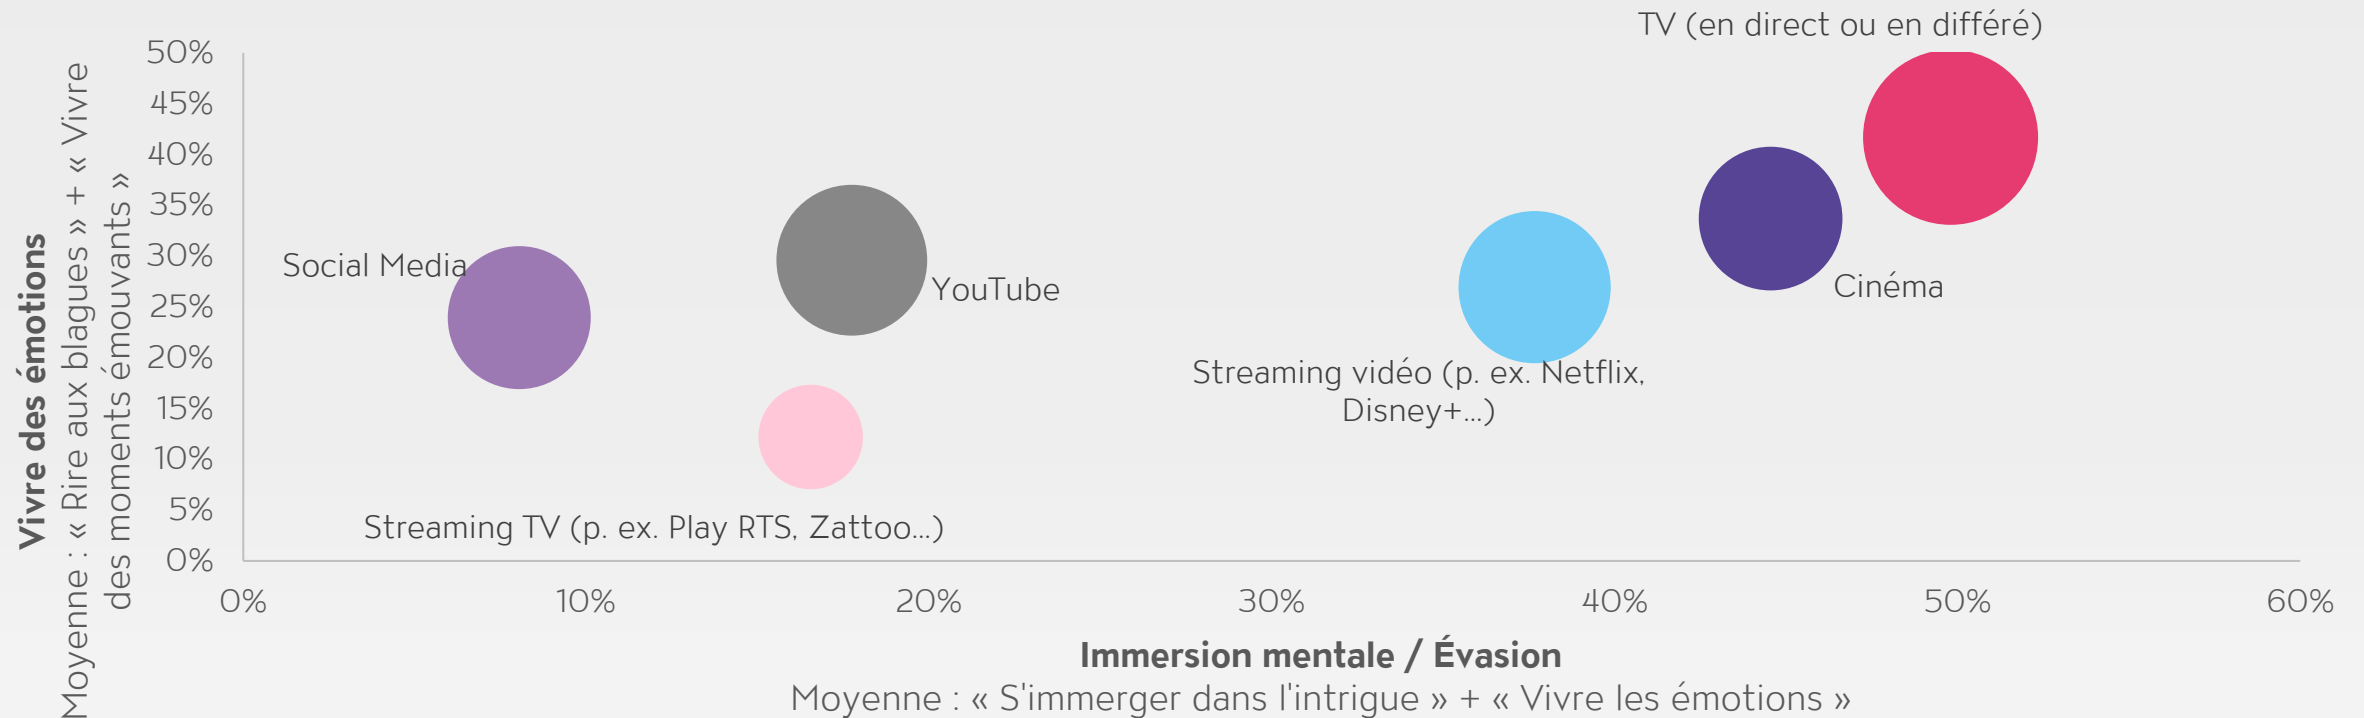 TV (en direct ou en différé)
50%
45%
40%
35%
30%
25%
20%
15%
10%
5%
0%
Vivre des émotions
Moyenne : « Rire aux blagues » + « Vivre
des moments émouvants »
Social Media
YouTube
Cinéma
Streaming vidéo (p. ex. Netflix,
Disney+...)
Streaming TV (p. ex. Play RTS, Zattoo...)
0% 10% 20% 30% 40% 50% 60%
Immersion mentale / Évasion
Moyenne : « S'immerger dans l'intrigue » + « Vivre les émotions »